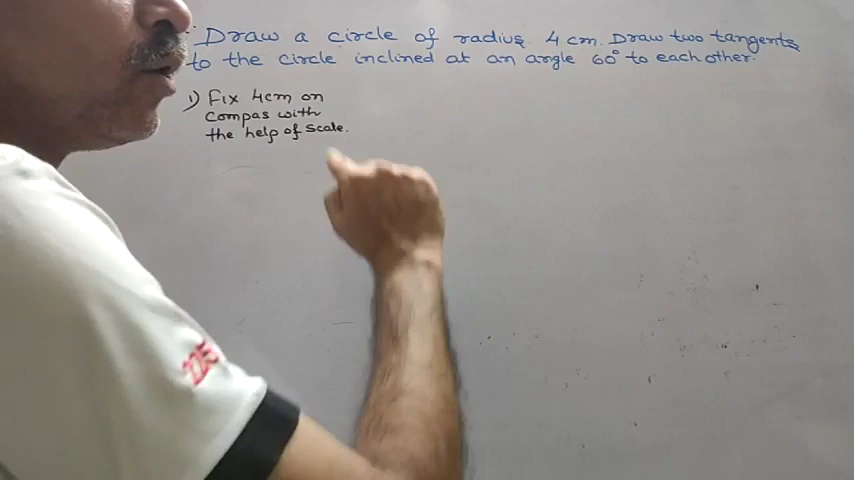 Draw a circle of radius 4 cm. Draw two tangents
to the circle inclined at an angle 60° to each other.
1) Fix 4cm on
compas with
the help of scale.